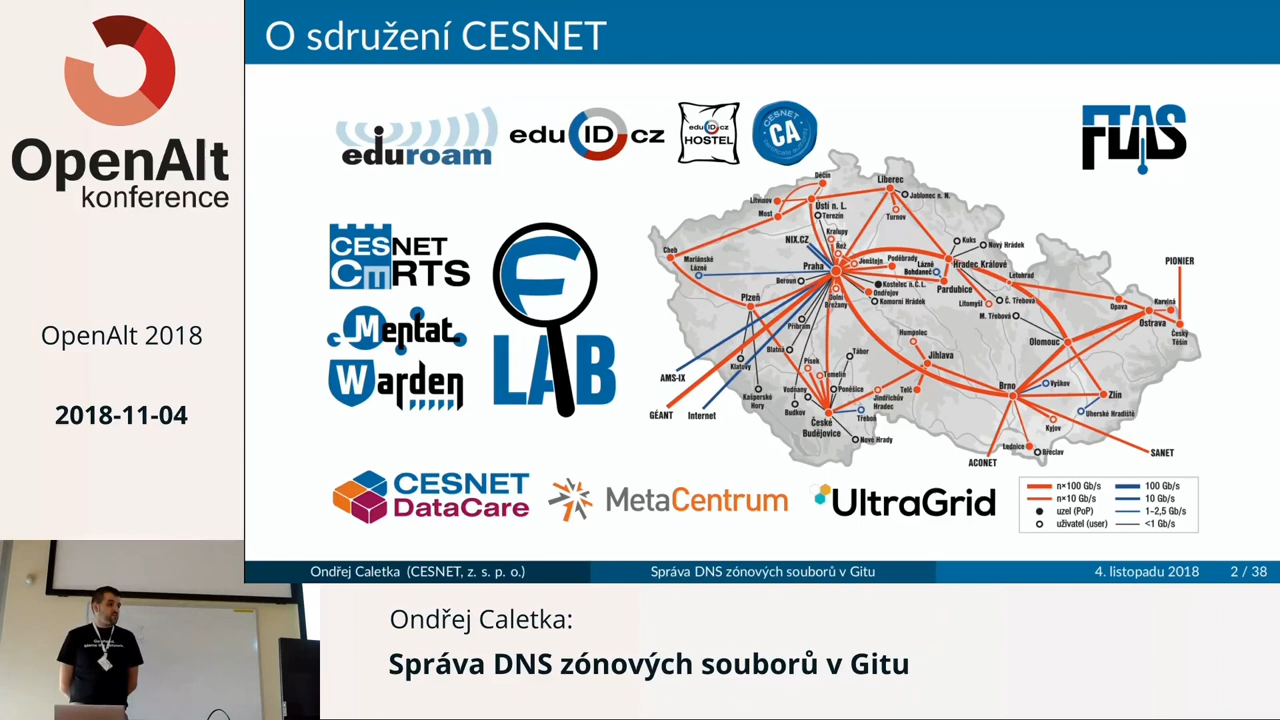 OpenAlt
konference
OpenAlt 2018
2018-11-04
O sdružení CESNET
eduroam
edu ID cz
edu ID cz
HOSTEL
CESNET
CA
FTAS
CESNET
CERTS
Mentat
Warden
F
LAB
CESNET
DataCare
MetaCentrum
UltraGrid
Děčín
Liberec
Litvínov
Jablonec n. N.
Ústí n. L.
Most
Terezín
Turnov
Kralupy
NIX.CZ
Řež
Kuks
Nový Hrádek
Cheb
Mariánské
Lázně
Praha
Jenštejn
Poděbrady
Lázně
Bohdaneč
Hradec Králové
PIONIER
Beroun
Kostelec n.Č.L.
Ondřejov
Pardubice
Letohrad
Plzeň
Dolní
Břežany
Komorní Hrádek
Litomyšl
Č. Třebová
Opava
Karviná
M. Třebová
Ostrava
Příbram
Humpolec
Český
Těšín
Olomouc
Blatná
Tábor
Jihlava
Klatovy
Písek
Temelín
AMS-IX
Brno
Vyškov
Vodňany
Poněšice
Telč
Zlín
Kašperské
Hory
Jindřichův
Hradec
GÉANT
Internet
Budkov
Třeboň
Uherské Hradiště
České
Budějovice
Kyjov
Nové Hrady
Lednice
Břeclav
SANET
ACONET
n×100 Gb/s
100 Gb/s
n×10 Gb/s
10 Gb/s
uzel (PoP)
1–2,5 Gb/s
uživatel (user)
<1 Gb/s
Ondřej Caletka (CESNET, z. s. p. o.)
Správa DNS zónových souborů v Gitu
4. listopadu 2018
2 / 38
Ondřej Caletka:
Správa DNS zónových souborů v Gitu